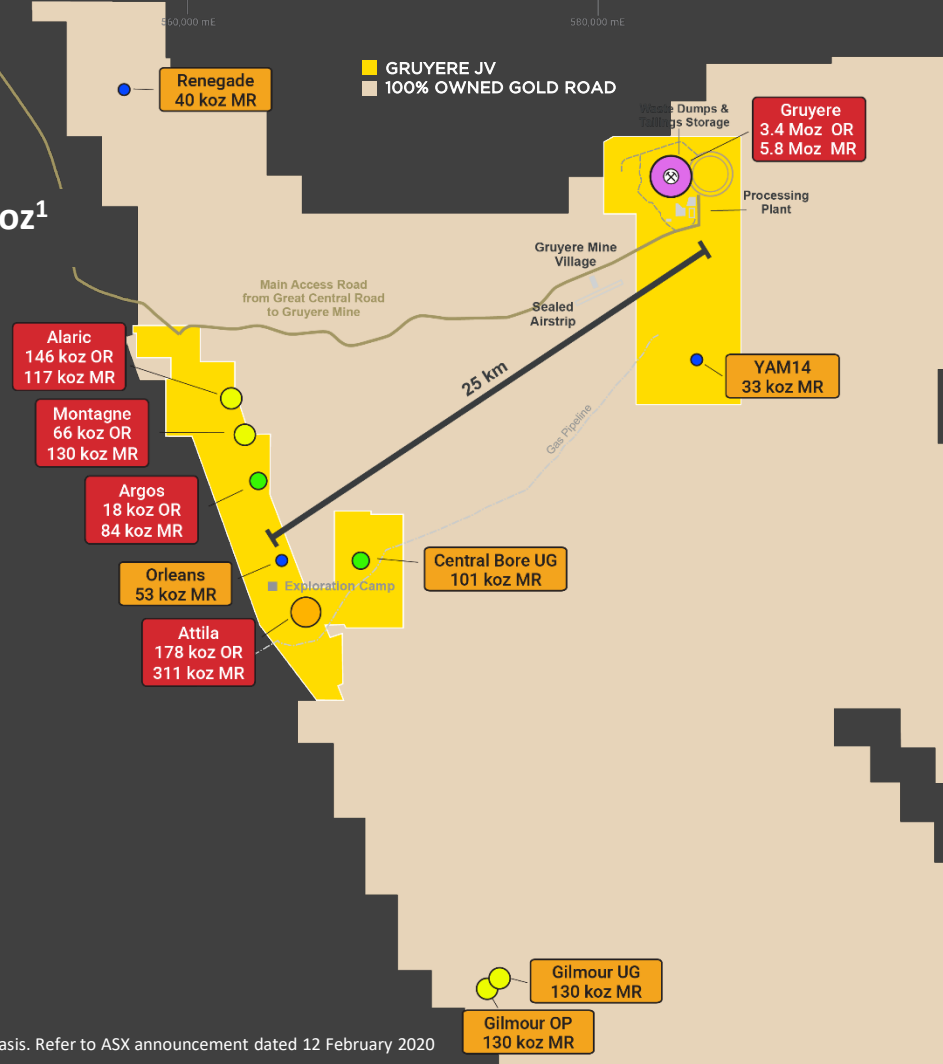 560,000 mE
580,000 mE
GRUYERE JV
100% OWNED GOLD ROAD
Renegade
40 koz MR
Waste Dumps &
Tailings Storage
Gruyere
3.4 Moz OR
5.8 Moz MR
Processing
Plant
oz1
Gruyere Mine
Village
Main Access Road
from Great Central Road
to Gruyere Mine
Sealed
Airstrip
Alaric
146 koz OR
117 koz MR
25 km
YAM14
33 koz MR
Montagne
66 koz OR
130 koz MR
Gas Pipeline
Argos
18 koz OR
84 koz MR
Central Bore UG
101 koz MR
Orleans
53 koz MR
Exploration Camp
Attila
178 koz OR
311 koz MR
Gilmour UG
130 koz MR
Gilmour OP
130 koz MR
asis. Refer to ASX announcement dated 12 February 2020